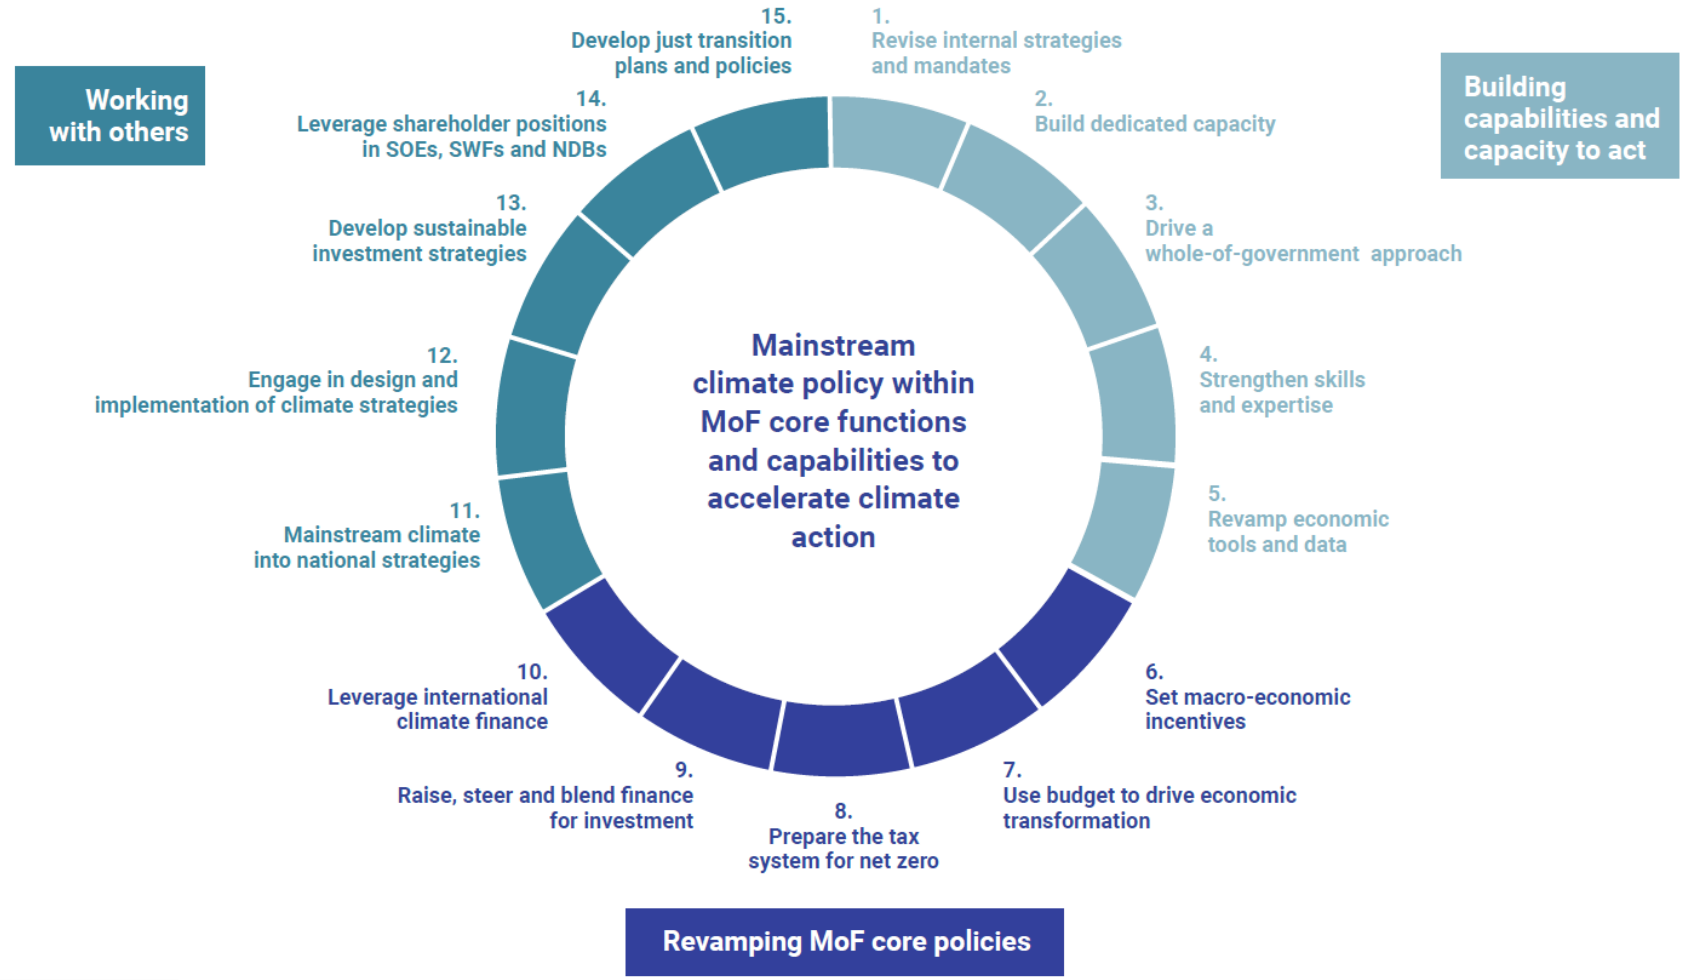 15.
Develop just transition
plans and policies
1.
Revise internal strategies
and mandates
Working
with others
Building
capabilities and
capacity to act
14.
Leverage shareholder positions
in SOEs, SWFs and NDBs
2.
Build dedicated capacity
13.
Develop sustainable
investment strategies
3.
Drive a
whole-of-government approach
12.
Engage in design and
implementation of climate strategies
Mainstream
climate policy within
MoF core functions
and capabilities to
accelerate climate
action
4.
Strengthen skills
and expertise
11.
Mainstream climate
into national strategies
5.
Revamp economic
tools and data
10.
Leverage international
climate finance
6.
Set macro-economic
incentives
9.
Raise, steer and blend finance
for investment
8.
Prepare the tax
system for net zero
7.
Use budget to drive economic
transformation
Revamping MoF core policies